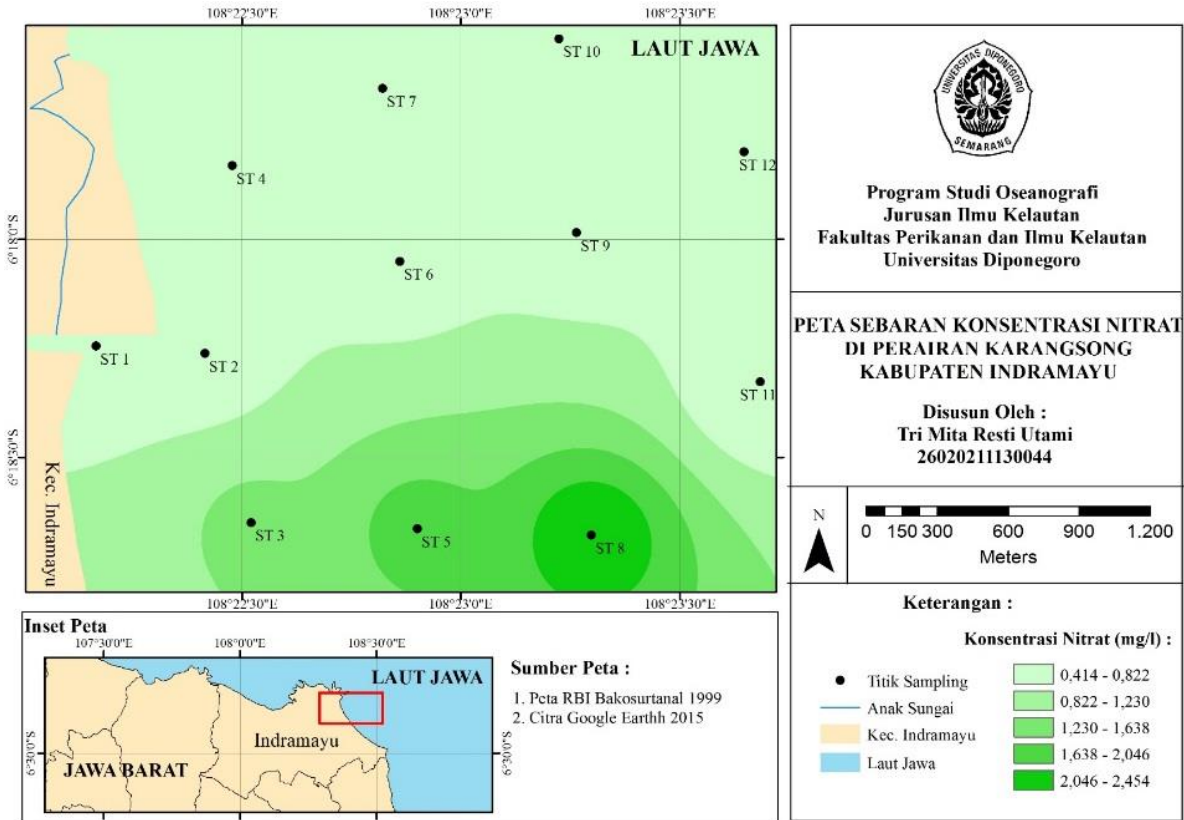 108°22'30"E 108°23'0"E 108°23'30"E
LAUT JAWA
ST 10
ST 7
ST 4
ST 12
6°18'0"S
6°18'0"S
ST 9
ST 6
ST 1
ST 2
ST 11
6°18'30"S
6°18'30"S
Kec. Indramayu
ST 3
ST 5
ST 8
108°22'30"E 108°23'0"E 108°23'30"E
Inset Peta
107°30'0"E 108°0'0"E 108°30'0"E
LAUT JAWA
Indramayu
JAWA BARAT
6°30'0"S
6°30'0"S
Sumber Peta :
1. Peta RBI Bakosurtanal 1999
2. Citra Google Earthh 2015
UNIVERSITAS DIPONEGORO
SEMARANG
Program Studi Oseanografi
Jurusan Ilmu Kelautan
Fakultas Perikanan dan Ilmu Kelautan
Universitas Diponegoro
PETA SEBARAN KONSENTRASI NITRAT
DI PERAIRAN KARANGSONG
KABUPATEN INDRAMAYU
Disusun Oleh :
Tri Mita Resti Utami
26020211130044
N
0 150 300 600 900 1.200
Meters
Keterangan :
Titik Sampling
Anak Sungai
Kec. Indramayu
Laut Jawa
Konsentrasi Nitrat (mg/l) :
0,414 - 0,822
0,822 - 1,230
1,230 - 1,638
1,638 - 2,046
2,046 - 2,454